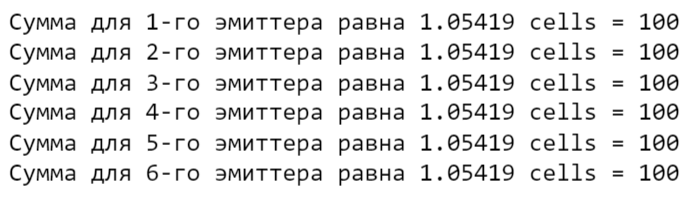 Сумма для 1-го эмиттера равна 1.05419 cells = 100
Сумма для 2-го эмиттера равна 1.05419 cells = 100
Сумма для 3-го эмиттера равна 1.05419 cells = 100
Сумма для 4-го эмиттера равна 1.05419 cells = 100
Сумма для 5-го эмиттера равна 1.05419 cells = 100
Сумма для 6-го эмиттера равна 1.05419 cells = 100